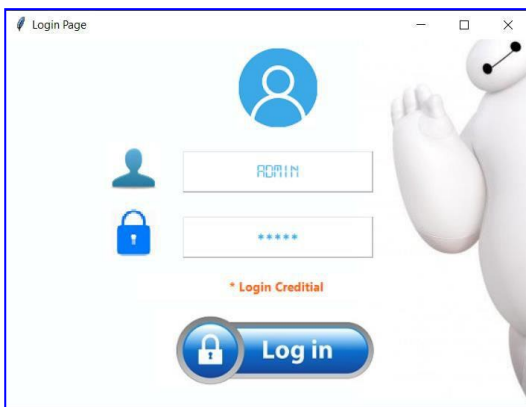 Login Page
ADMIN
*****
* Login Creditial
Log in